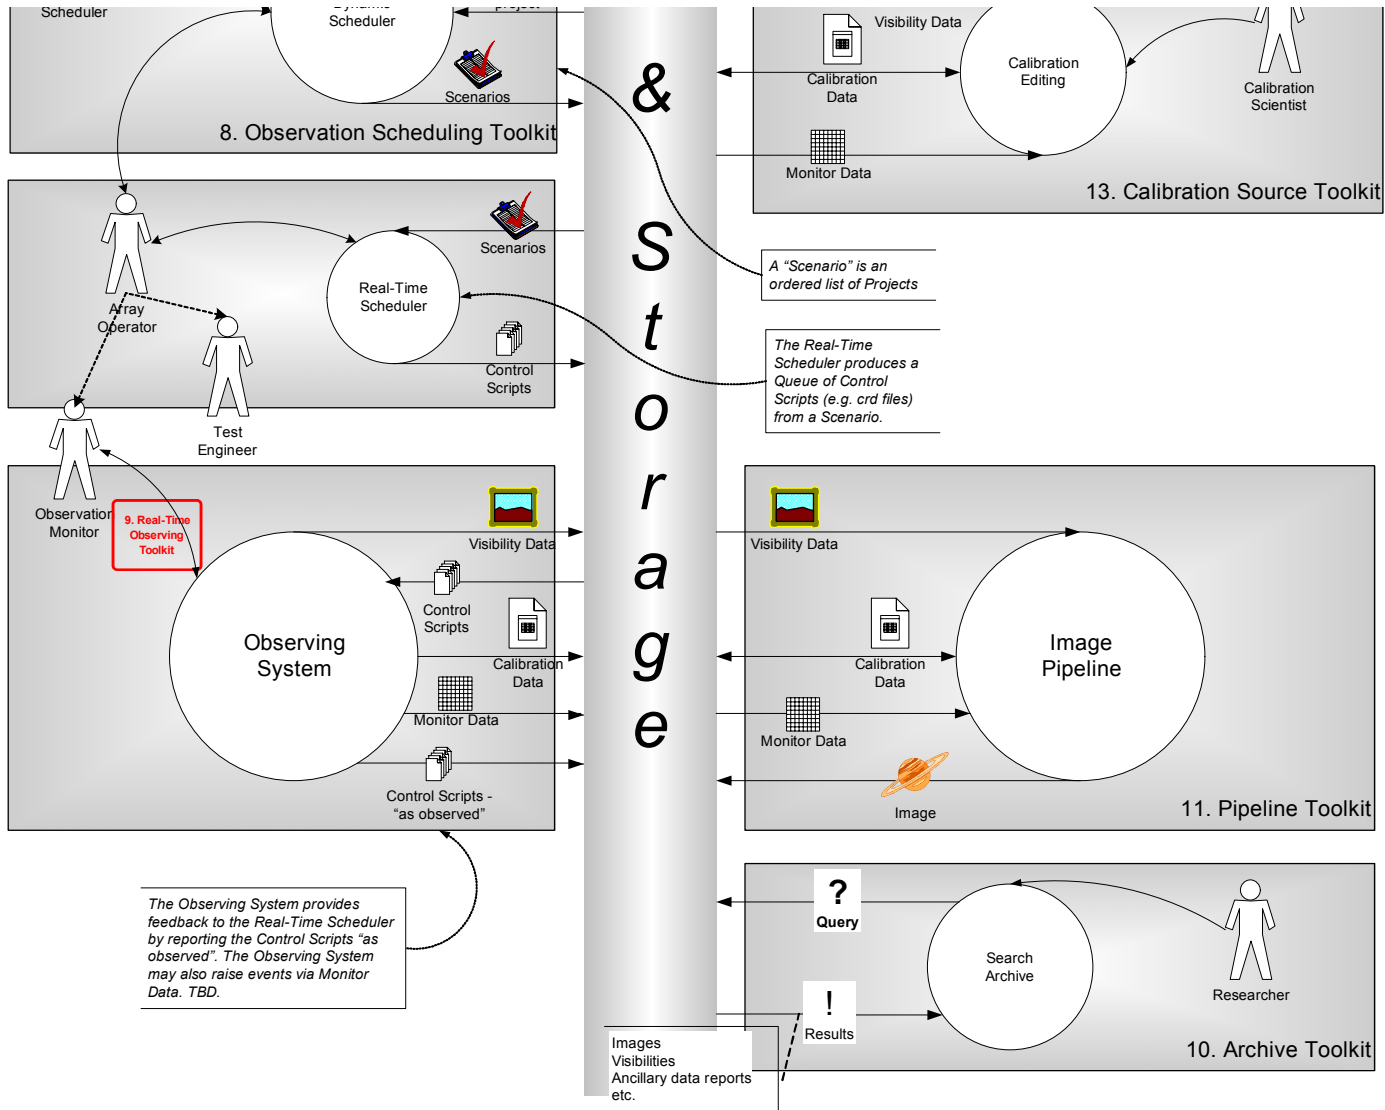 Scheduler
Dynamic
Scheduler
project
Scenarios
8. Observation Scheduling Toolkit
& Storage
Visibility Data
Calibration
Data
Calibration
Editing
Calibration
Scientist
Monitor Data
13. Calibration Source Toolkit
Array
Operator
Real-Time
Scheduler
Scenarios
Control
Scripts
Test
Engineer
A “Scenario” is an
ordered list of Projects
The Real-Time
Scheduler produces a
Queue of Control
Scripts (e.g. crd files)
from a Scenario.
Observation
Monitor
9. Real-Time
Observing
Toolkit
Observing
System
Visibility Data
Control
Scripts
Calibration
Data
Monitor Data
Control Scripts -
“as observed”
Visibility Data
Calibration
Data
Monitor Data
Image
Image
Pipeline
11. Pipeline Toolkit
The Observing System provides
feedback to the Real-Time Scheduler
by reporting the Control Scripts “as
observed”. The Observing System
may also raise events via Monitor
Data. TBD.
?
Query
!
Results
Search
Archive
Researcher
10. Archive Toolkit
Images
Visibilities
Ancillary data reports
etc.